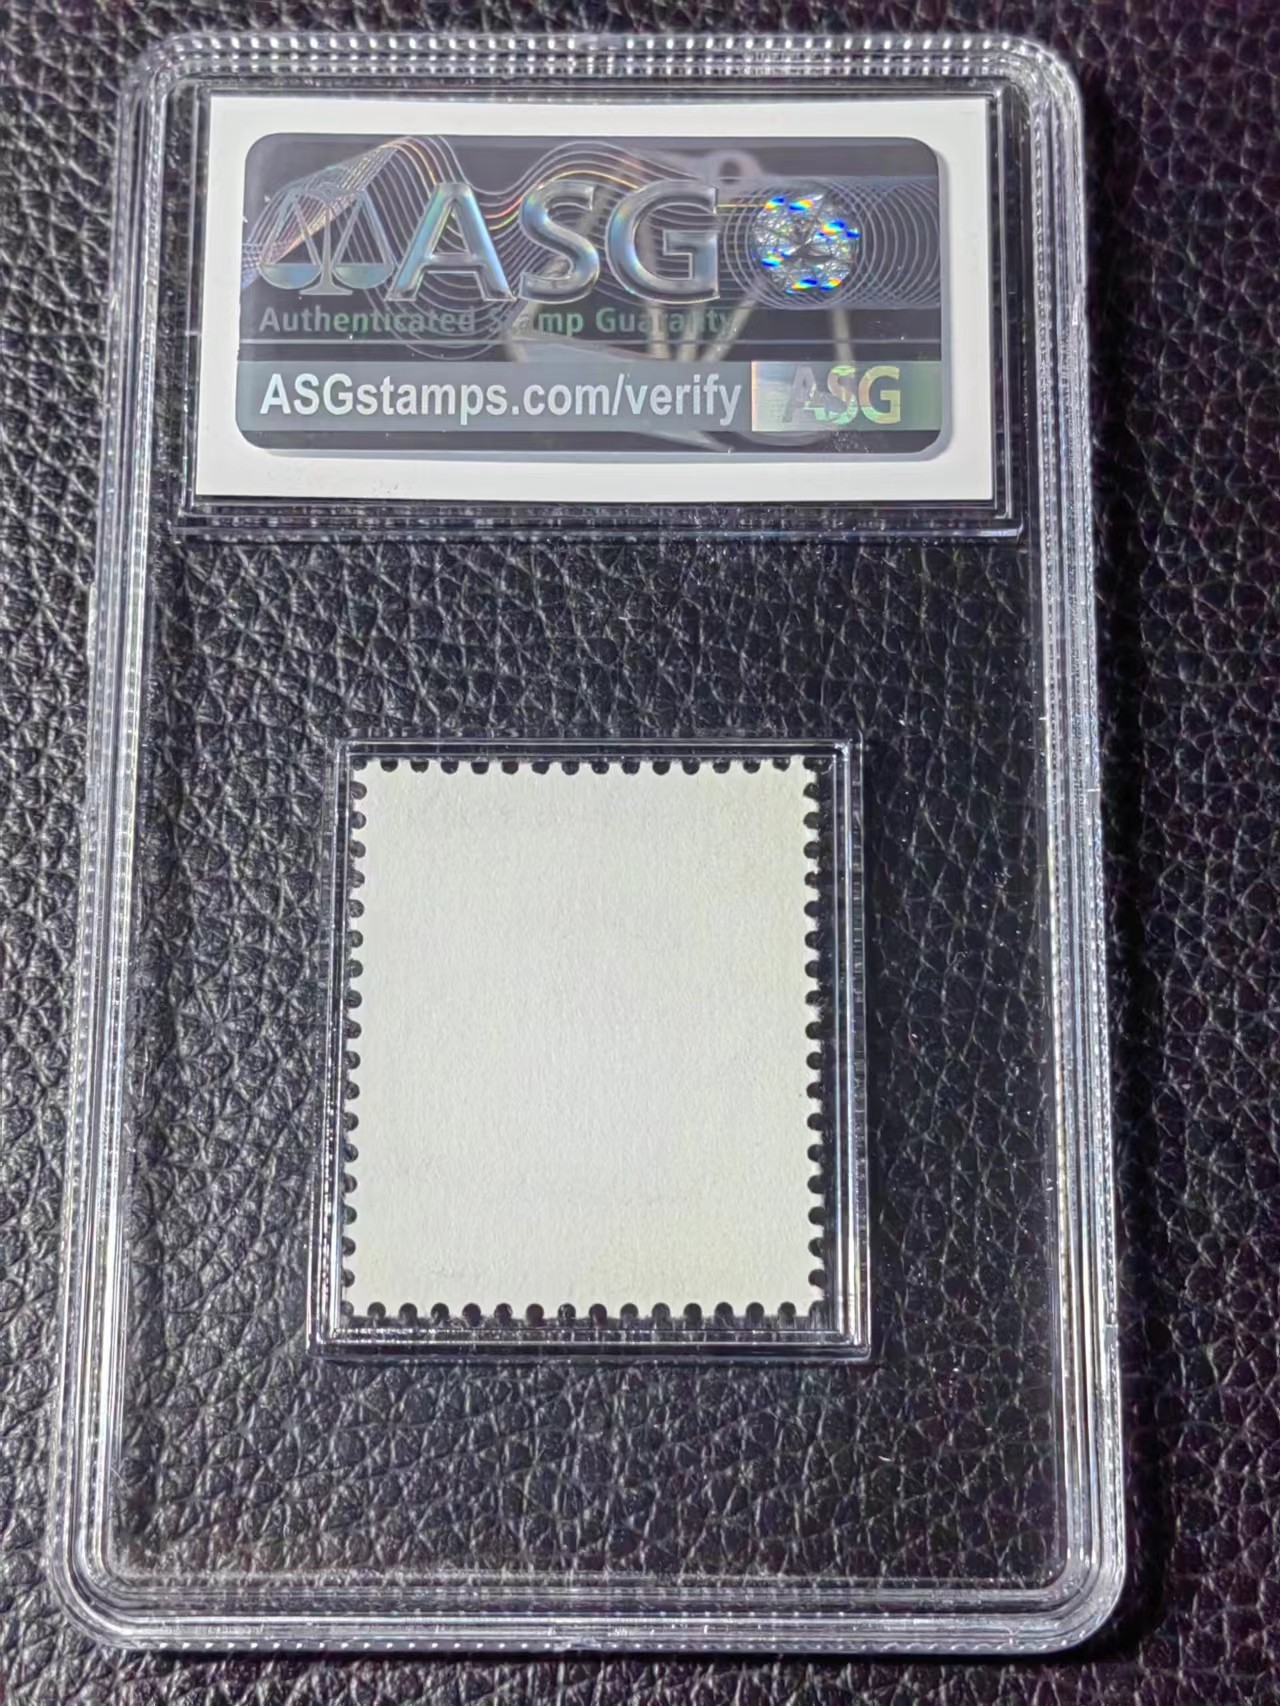 ASG
Authenticated Stamp Guaranty
ASGstamps.com/verify ASG